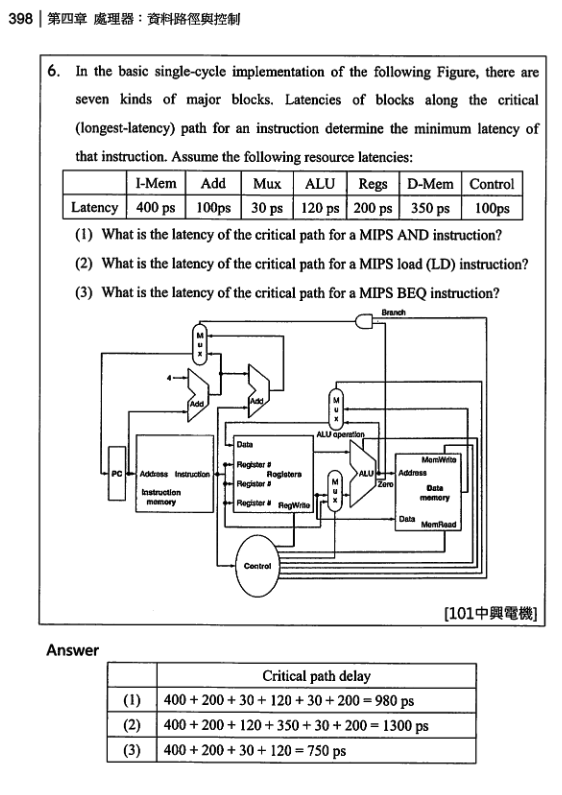 398 | 第四章 處理器：資料路徑與控制
6. In the basic single-cycle implementation of the following Figure, there are
seven kinds of major blocks. Latencies of blocks along the critical
(longest-latency) path for an instruction determine the minimum latency of
that instruction. Assume the following resource latencies:
I-Mem Add Mux ALU Regs D-Mem Control
Latency 400 ps 100ps 30 ps 120 ps 200 ps 350 ps 100ps
(1) What is the latency of the critical path for a MIPS AND instruction?
(2) What is the latency of the critical path for a MIPS load (LD) instruction?
(3) What is the latency of the critical path for a MIPS BEQ instruction?
Branch
Mux
4
Add
Add
Mux
ALU operation
Data
PC
Address Instruction
Instruction
memory
Register #
Registers
Register #
Register # RegWrite
Mux
ALU
Zero
MemWrite
Address
Data
memory
Data
MemRead
Control
[101中興電機]
Answer
Critical path delay
(1) 400 + 200 + 30 + 120 + 30 + 200 = 980 ps
(2) 400 + 200 + 120 + 350 + 30 + 200 = 1300 ps
(3) 400 + 200 + 30 + 120 = 750 ps